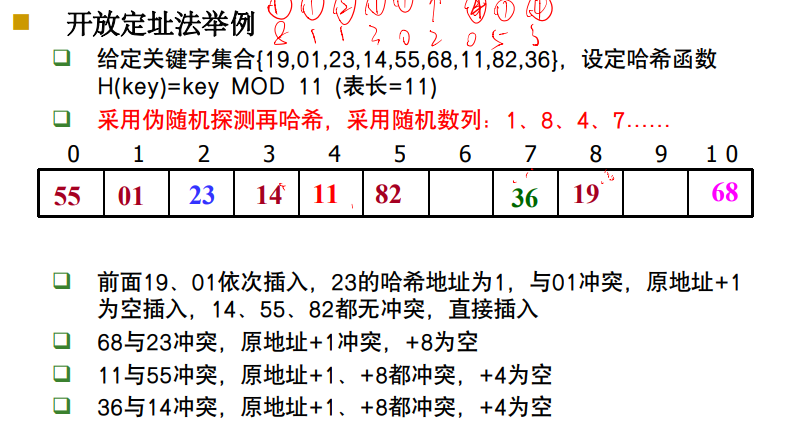 开放定址法举例
8 1 1 3 0 2 0 5 3
给定关键字集合{19,01,23,14,55,68,11,82,36}，设定哈希函数
H(key)=key MOD 11 (表长=11)
采用伪随机探测再哈希，采用随机数列：1、8、4、7……
0 1 2 3 4 5 6 7 8 9 10
55 01 23 14 11 82 36 19 68
前面19、01依次插入，23的哈希地址为1，与01冲突，原地址+1
为空插入，14、55、82都无冲突，直接插入
68与23冲突，原地址+1冲突，+8为空
11与55冲突，原地址+1、+8都冲突，+4为空
36与14冲突，原地址+1、+8都冲突，+4为空